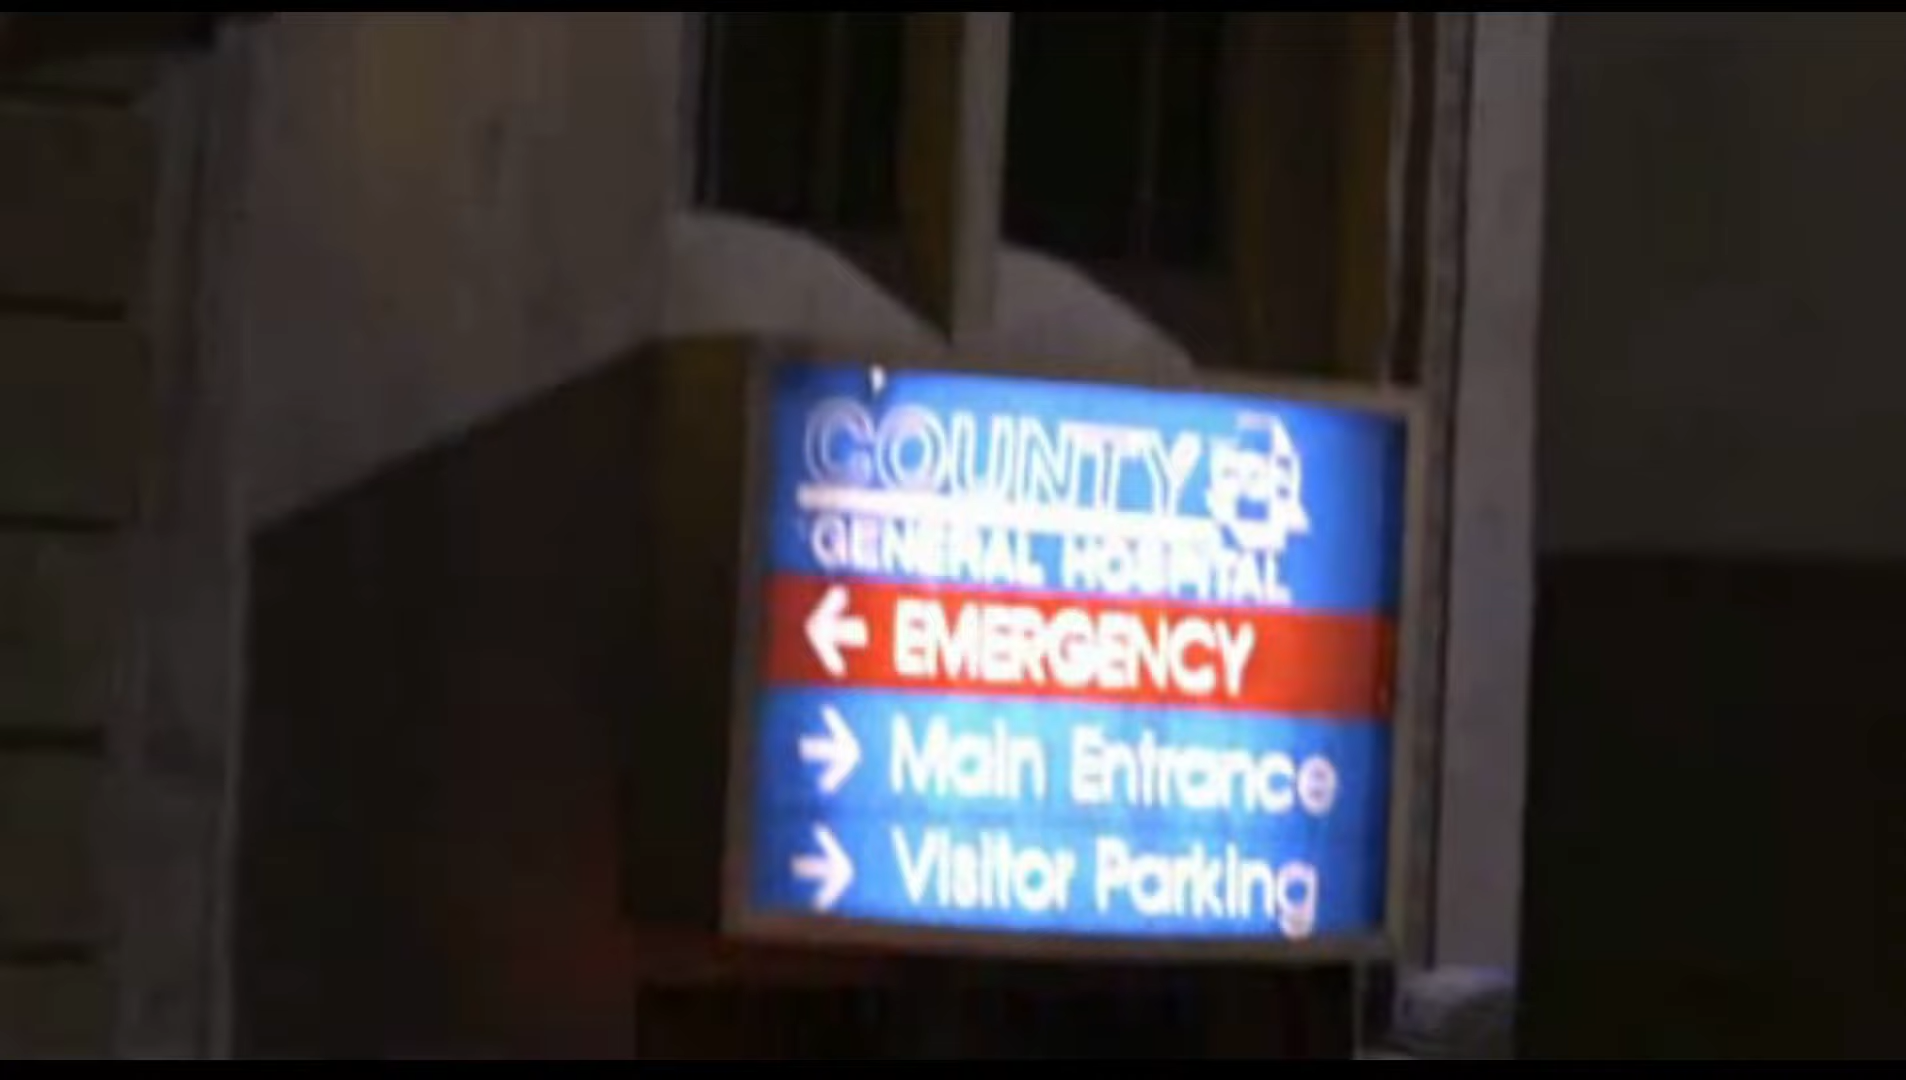 COUNTY
GENERAL HOSPITAL
← EMERGENCY
→ Main Entrance
→ Visitor Parking